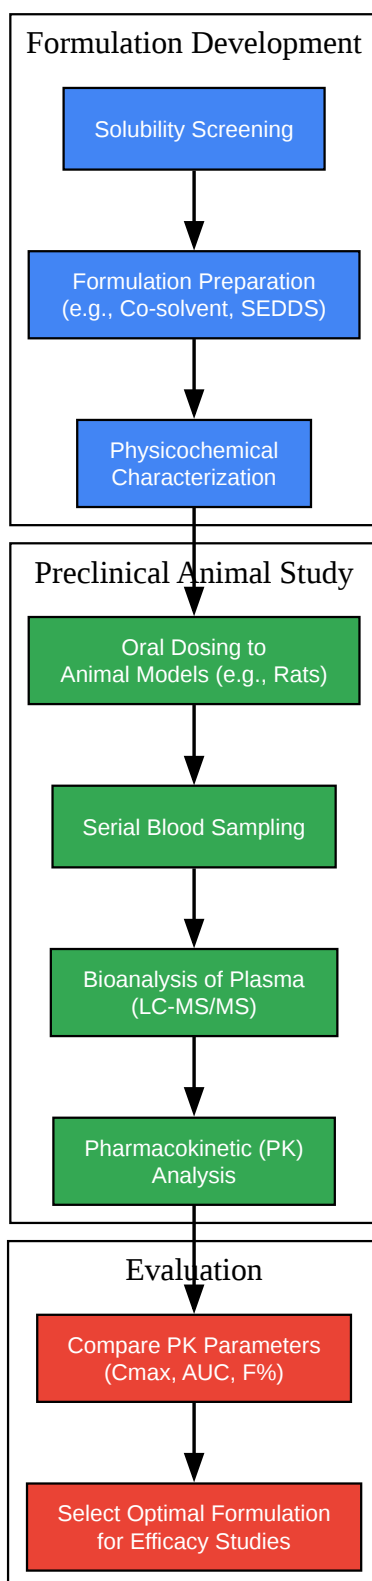 Formulation Development
Solubility Screening
Formulation Preparation
(e.g., Co-solvent, SEDDS)
Physicochemical
Characterization
Preclinical Animal Study
Oral Dosing to
Animal Models (e.g., Rats)
Serial Blood Sampling
Bioanalysis of Plasma
(LC-MS/MS)
Pharmacokinetic (PK)
Analysis
Evaluation
Compare PK Parameters
(Cmax, AUC, F%)
Select Optimal Formulation
for Efficacy Studies